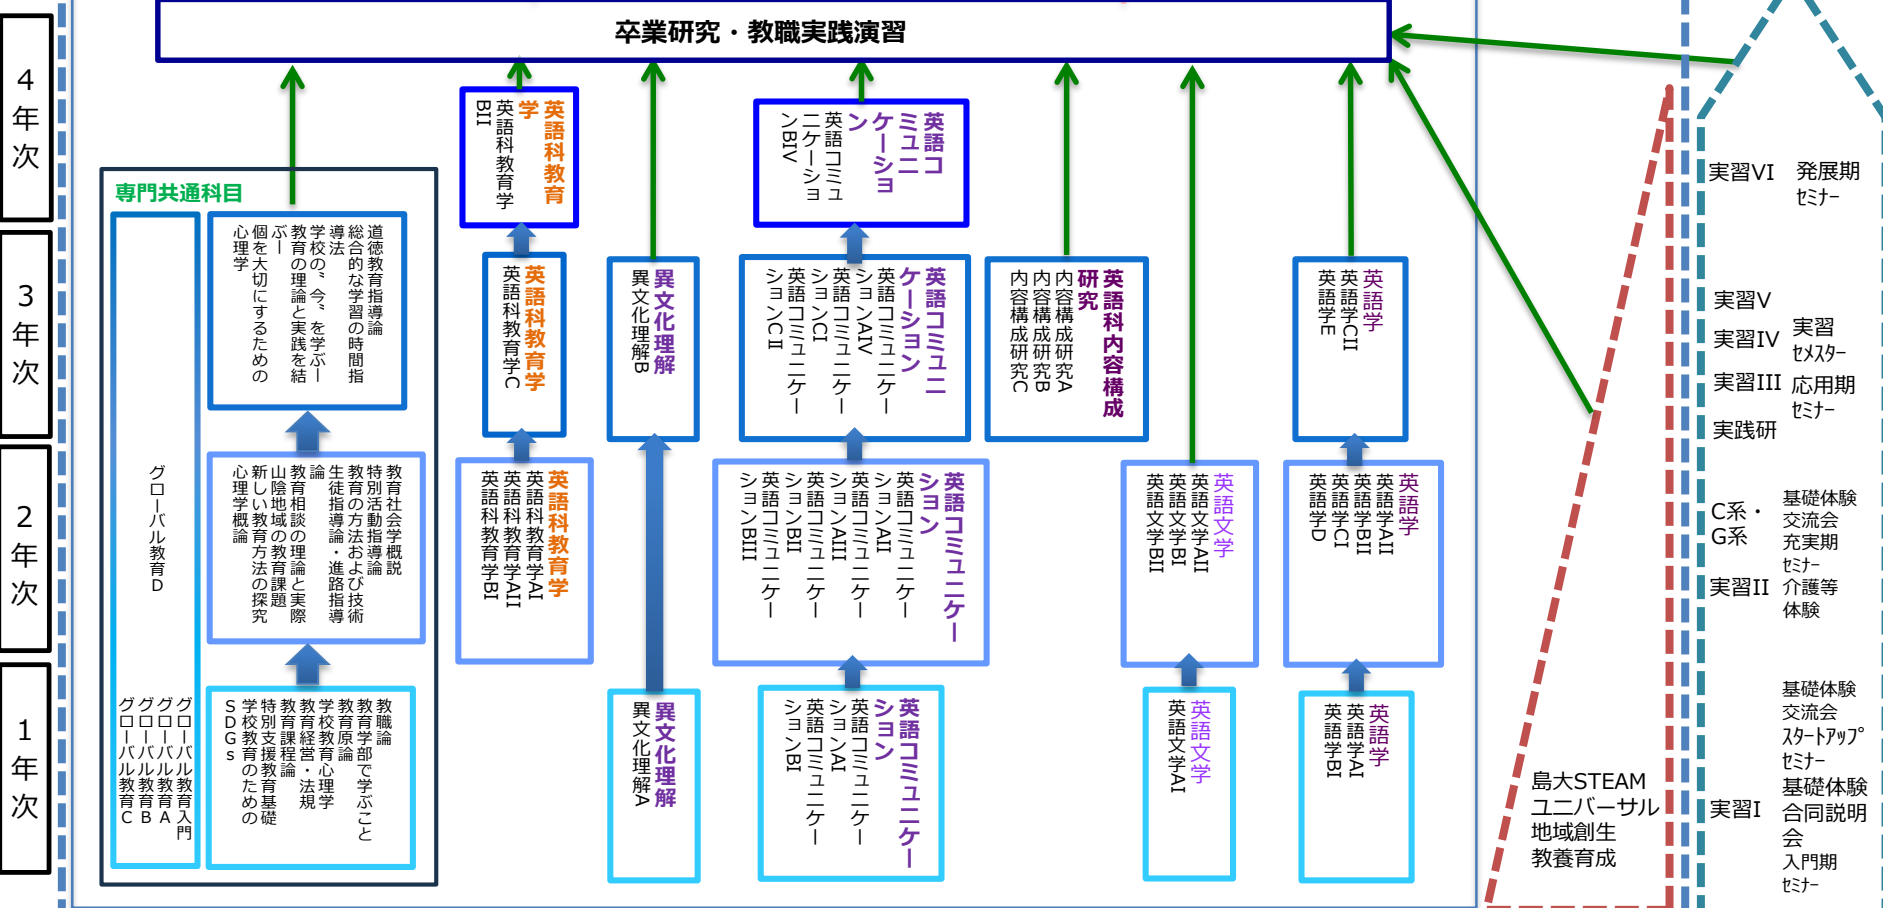 卒業研究・教職実践演習
4年次
3年次
2年次
1年次
専門共通科目
道徳教育指導論
総合的な学習の時間指
導法
学校の〝今〟を学ぶー
教育の理論と実践を結
ぶー
個を大切にするための
心理学
教育社会学概説
特別活動指導論
教育の方法および技術
生徒指導論・進路指導
論
教育相談の理論と実際
山陰地域の教育課題
新しい教育方法の探究
心理学概論
教職論
教育学部で学ぶこと
教育原論
学校教育心理学
教育経営・法規
教育課程論
特別支援教育基礎
学校教育のための
SDGs
グローバル教育D
グローバル教育入門
グローバル教育A
グローバル教育B
グローバル教育C
英語科教育
学
英語科教育学
BII
英語科教育学
英語科教育学C
英語科教育学
英語科教育学AI
英語科教育学AII
英語科教育学BI
異文化理解
異文化理解B
異文化理解
異文化理解A
英語コ
ミュニ
ケーショ
ン
英語コミュ
ニケーショ
ンBIV
英語コミュニ
ケーション
英語コミュニケー
ションAIV
英語コミュニケー
ションCI
英語コミュニケー
ションCⅡ
英語コミュニケー
ション
英語コミュニケー
ションAII
英語コミュニケー
ションAIII
英語コミュニケー
ションBII
英語コミュニケー
ションBIII
英語コミュニケー
ション
英語コミュニケー
ションAI
英語コミュニケー
ションBI
英語科内容構成
研究
内容構成研究A
内容構成研究B
内容構成研究C
英語文学
英語文学AII
英語文学BI
英語文学BII
英語文学
英語文学AI
英語学
英語学CII
英語学E
英語学
英語学AII
英語学BII
英語学CI
英語学D
英語学
英語学AI
英語学BI
島大STEAM
ユニバーサル
地域創生
教養育成
実習VI
発展期
ｾﾐﾅｰ
実習V
実習IV
実習
ｾﾒｽﾀｰ
実習III
応用期
ｾﾐﾅｰ
実践研
C系・
G系
基礎体験
交流会
充実期
ｾﾐﾅｰ
実習II
介護等
体験
基礎体験
交流会
ｽﾀｰﾄｱｯﾌﾟ
ｾﾐﾅｰ
実習I
基礎体験
合同説明
会
入門期
ｾﾐﾅｰ